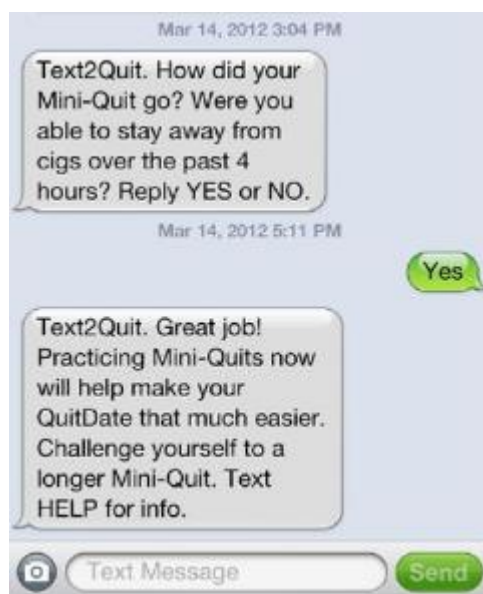 Mar 14, 2012 3:04 PM
Text2Quit. How did your
Mini-Quit go? Were you
able to stay away from
cigs over the past 4
hours? Reply YES or NO.
Mar 14, 2012 5:11 PM
Yes
Text2Quit. Great job!
Practicing Mini-Quits now
will help make your
QuitDate that much easier.
Challenge yourself to a
longer Mini-Quit. Text
HELP for info.
Text Message
Send